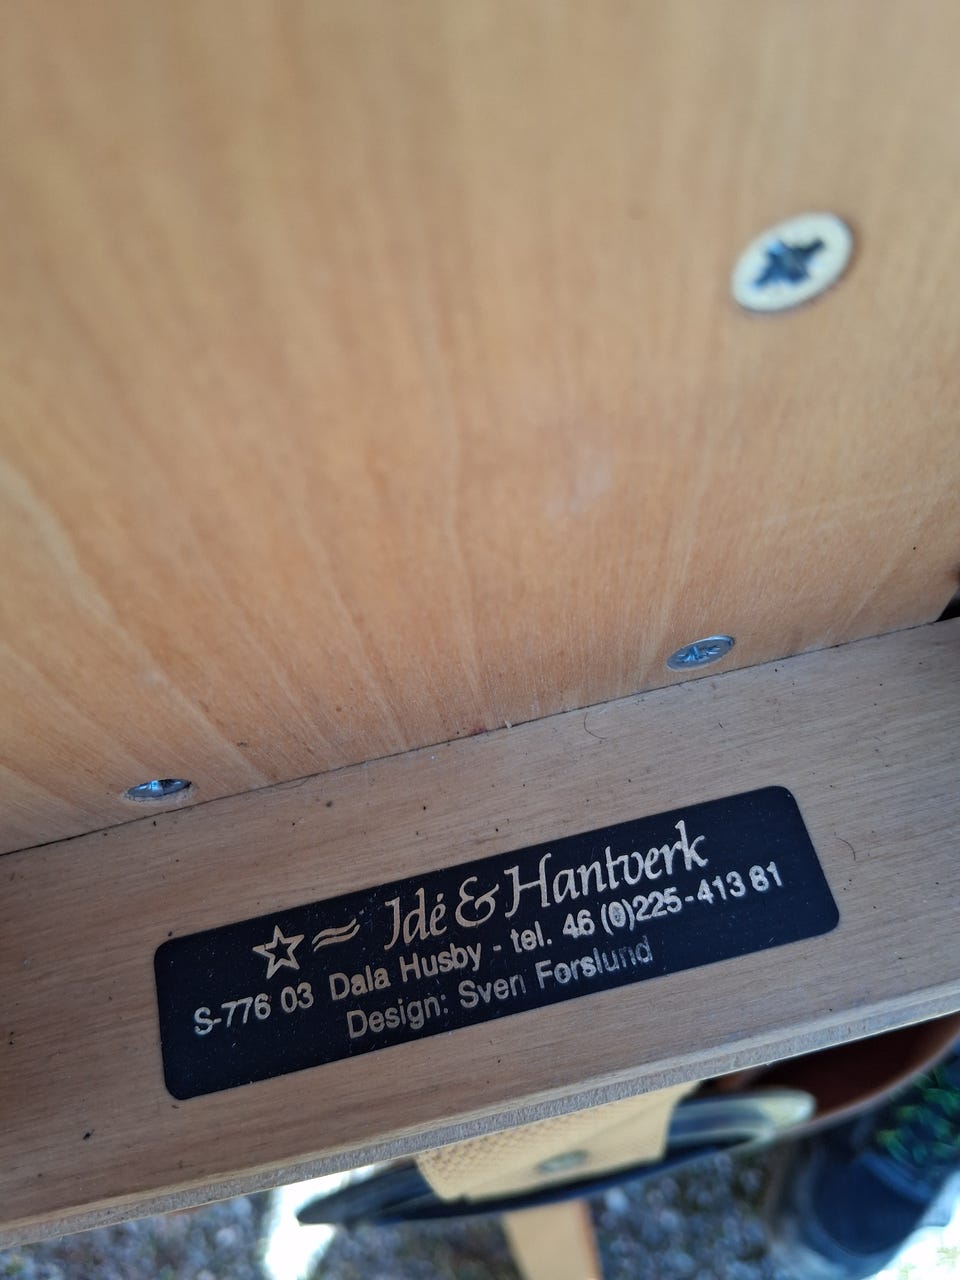 Idé & Hantverk
S-776 03 Dala Husby - tel. 46 (0)225-413 81
Design: Sven Forslund